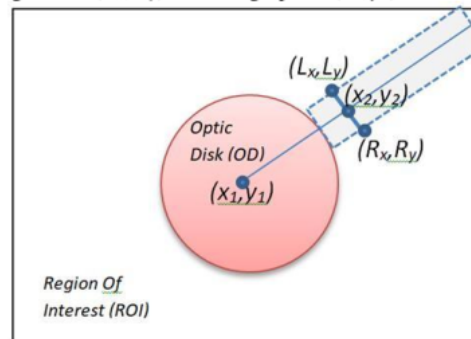 (Lx,Ly)
(x2,y2)
(Rx,Ry)
Optic
Disk (OD)
(x1,y1)
Region Of
Interest (ROI)